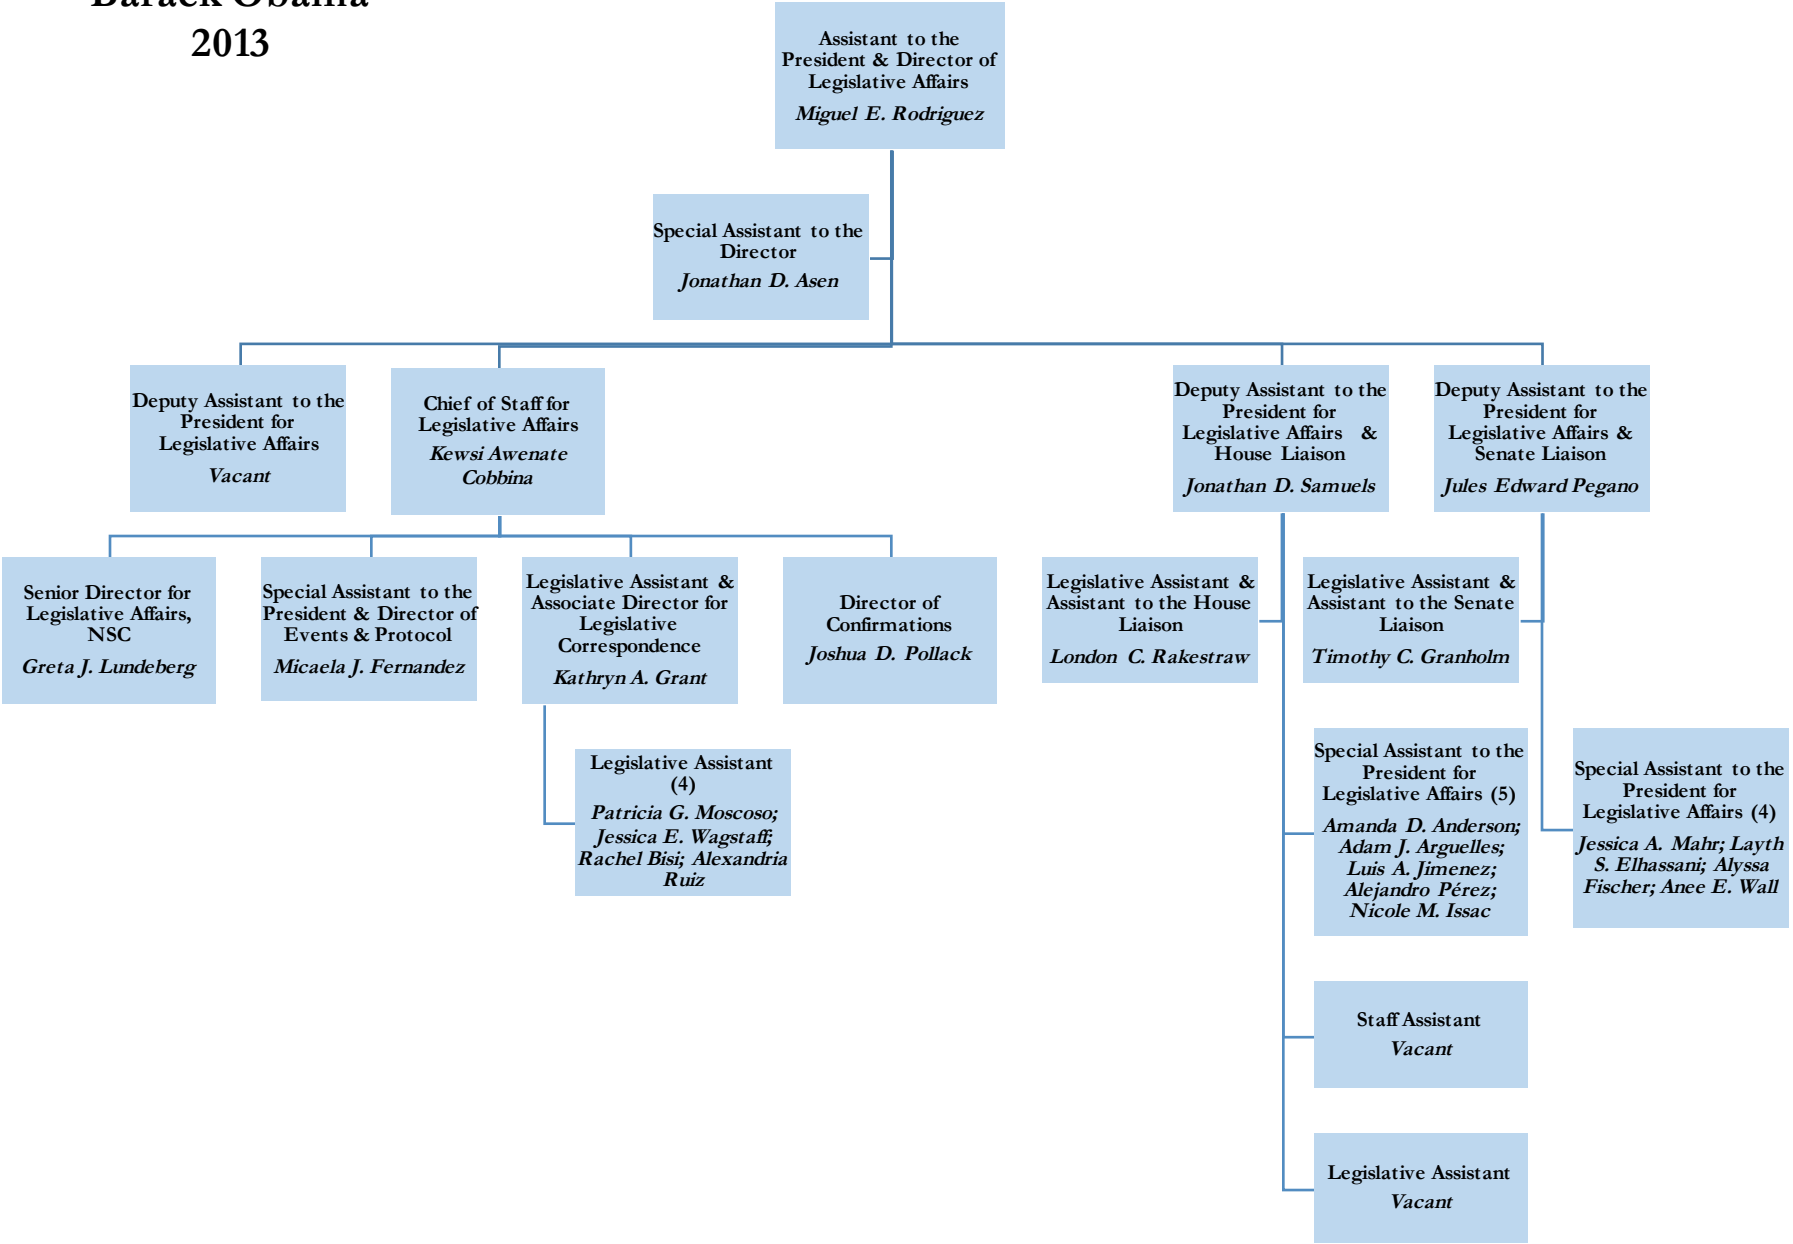 Barack Obama
2013
Assistant to the
President & Director of
Legislative Affairs
Miguel E. Rodriguez
Special Assistant to the
Director
Jonathan D. Asen
Deputy Assistant to the
President for
Legislative Affairs
Vacant
Chief of Staff for
Legislative Affairs
Kewsi Awenate
Cobbina
Deputy Assistant to the
President for
Legislative Affairs &
House Liaison
Jonathan D. Samuels
Deputy Assistant to the
President for
Legislative Affairs &
Senate Liaison
Jules Edward Pegano
Senior Director for
Legislative Affairs,
NSC
Greta J. Lundeberg
Special Assistant to the
President & Director of
Events & Protocol
Micaela J. Fernandez
Legislative Assistant &
Associate Director for
Legislative
Correspondence
Kathryn A. Grant
Director of
Confirmations
Joshua D. Pollack
Legislative Assistant &
Assistant to the House
Liaison
London C. Rakestraw
Legislative Assistant &
Assistant to the Senate
Liaison
Timothy C. Granholm
Legislative Assistant
(4)
Patricia G. Moscoso;
Jessica E. Wagstaff;
Rachel Bisi; Alexandria
Ruiz
Special Assistant to the
President for
Legislative Affairs (5)
Amanda D. Anderson;
Adam J. Arguelles;
Luis A. Jimenez;
Alejandro Pérez;
Nicole M. Issac
Special Assistant to the
President for
Legislative Affairs (4)
Jessica A. Mahr; Layth
S. Elhassani; Alyssa
Fischer; Anee E. Wall
Staff Assistant
Vacant
Legislative Assistant
Vacant